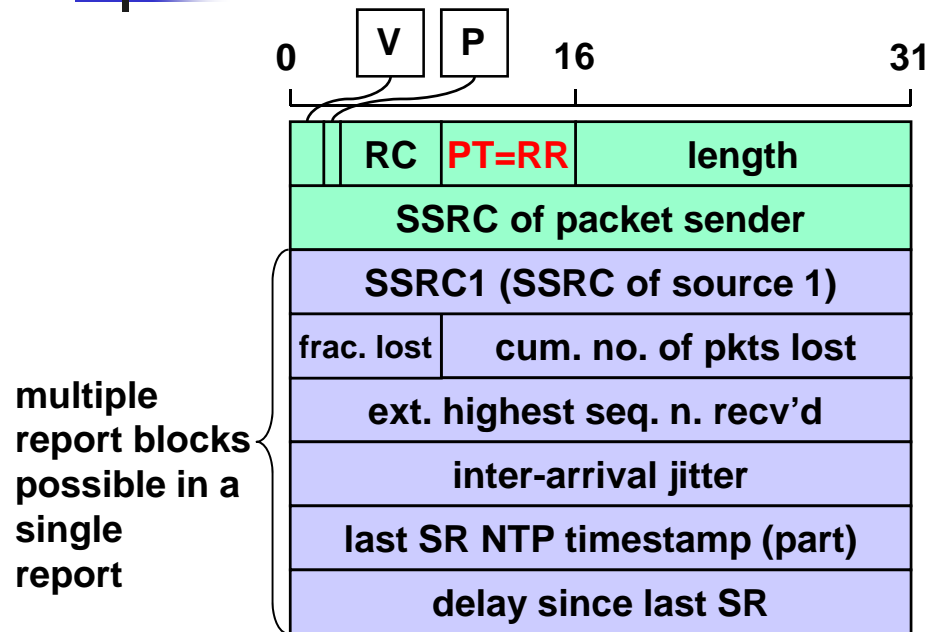 V P
0 16 31
RC PT=RR length
SSRC of packet sender
SSRC1 (SSRC of source 1)
frac. lost cum. no. of pkts lost
ext. highest seq. n. recv'd
inter-arrival jitter
last SR NTP timestamp (part)
delay since last SR
multiple
report blocks
possible in a
single
report